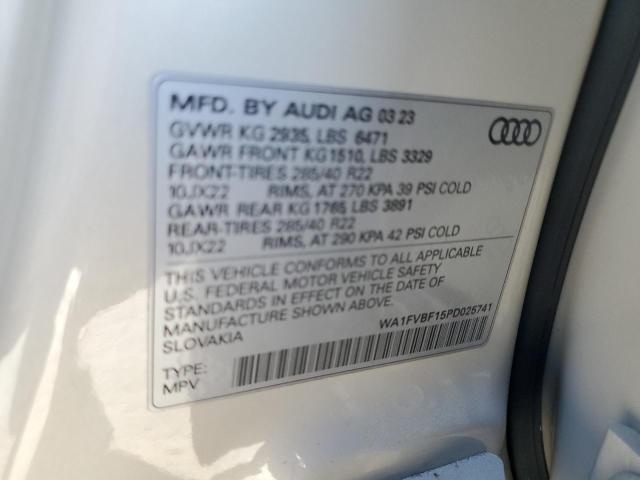 MFD. BY AUDI AG 03 23
GVWR KG 2935, LBS 6471
GAWR FRONT KG 1510, LBS 3329
FRONT-TIRES 285/40 R22
10JX22 RIMS, AT 270 KPA 39 PSI COLD
GAWR REAR KG 1765 LBS 3891
REAR-TIRES 285/40 R22
10JX22 RIMS, AT 290 KPA 42 PSI COLD
THIS VEHICLE CONFORMS TO ALL APPLICABLE
U.S. FEDERAL MOTOR VEHICLE SAFETY
STANDARDS IN EFFECT ON THE DATE OF
MANUFACTURE SHOWN ABOVE.
SLOVAKIA
WA1FVBF15PD025741
TYPE:
MPV